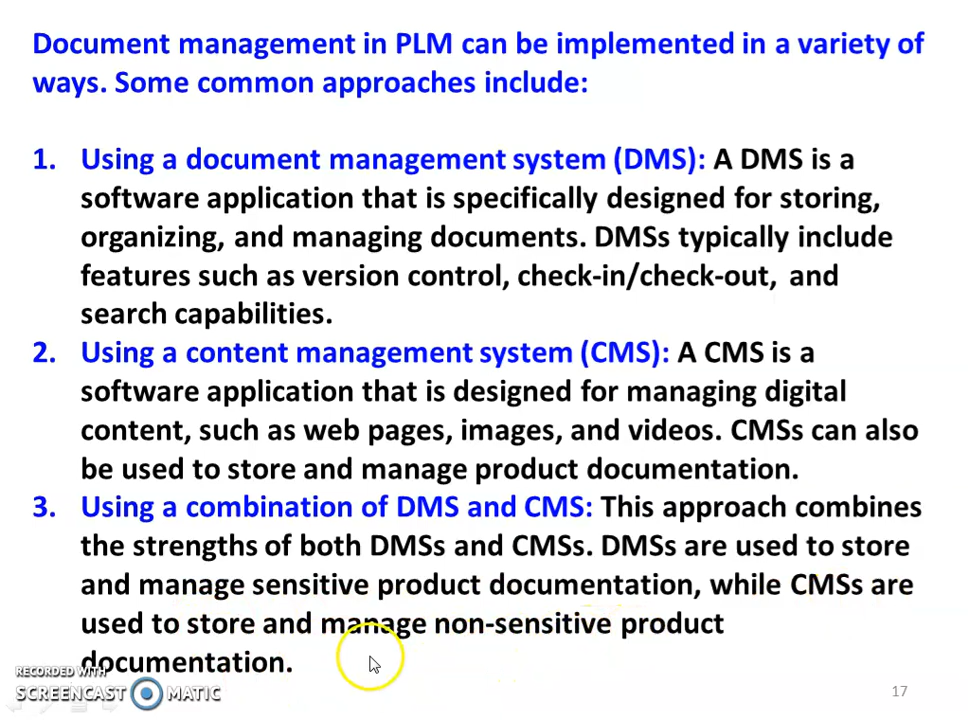 Document management in PLM can be implemented in a variety of
ways. Some common approaches include:
1. Using a document management system (DMS): A DMS is a
software application that is specifically designed for storing,
organizing, and managing documents. DMSs typically include
features such as version control, check-in/check-out, and
search capabilities.
2. Using a content management system (CMS): A CMS is a
software application that is designed for managing digital
content, such as web pages, images, and videos. CMSs can also
be used to store and manage product documentation.
3. Using a combination of DMS and CMS: This approach combines
the strengths of both DMSs and CMSs. DMSs are used to store
and manage sensitive product documentation, while CMSs are
used to store and manage non-sensitive product
documentation.
RECORDED WITH
SCREENCAST MATIC
17